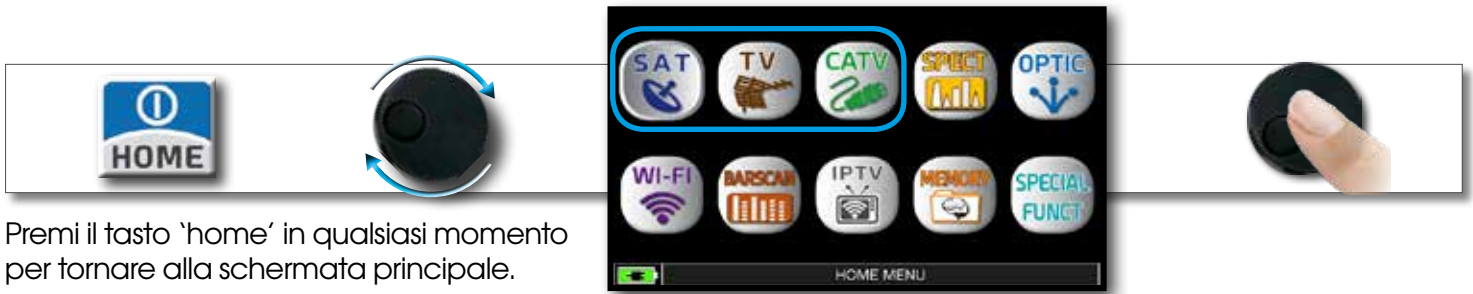 HOME
SAT TV CATV SPECT OPTIC
WI-FI BARSCAN IPTV MEMORY SPECIAL FUNCT
HOME MENU
Premi il tasto ‘home’ in qualsiasi momento
per tornare alla schermata principale.